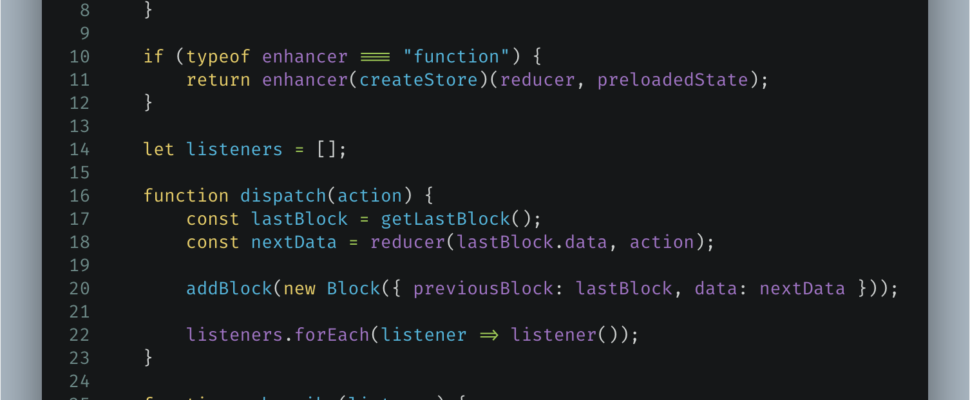 8 }
9
10 if (typeof enhancer === "function") {
11 return enhancer(createStore)(reducer, preloadedState);
12 }
13
14 let listeners = [];
15
16 function dispatch(action) {
17 const lastBlock = getLastBlock();
18 const nextData = reducer(lastBlock.data, action);
19
20 addBlock(new Block({ previousBlock: lastBlock, data: nextData }));
21
22 listeners.forEach(listener => listener());
23 }
24